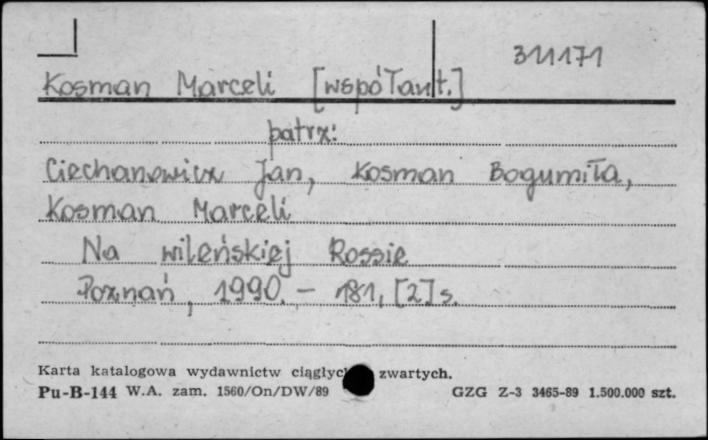 311171
Kosman Marceli [współaut.]
patrz:
Ciechanowicz Jan, Kosman Bogumiła,
Kosman Marceli
Na wileńskiej Rossie
Poznań, 1990. – 181, [2] s.
Karta katalogowa wydawnictw ciągłyc zwartych.
Pu-B-144 W.A. zam. 1560/On/DW/89 GZG Z-3 3465-89 1.500.000 szt.